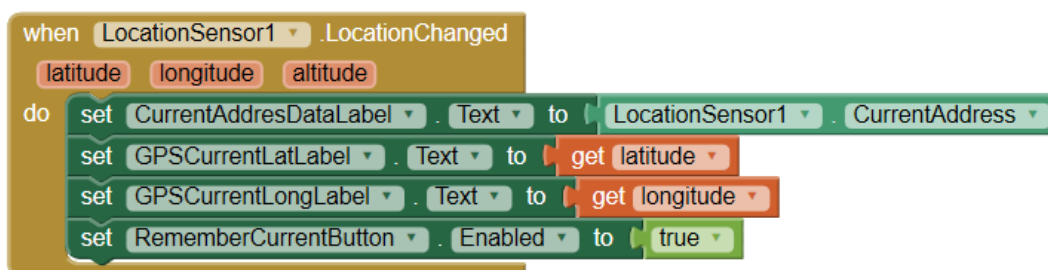 when LocationSensor1 .LocationChanged
latitude longitude altitude
do set CurrentAddresDataLabel . Text to LocationSensor1 . CurrentAddress
set GPSCurrentLatLabel . Text to get latitude
set GPSCurrentLongLabel . Text to get longitude
set RememberCurrentButton . Enabled to true